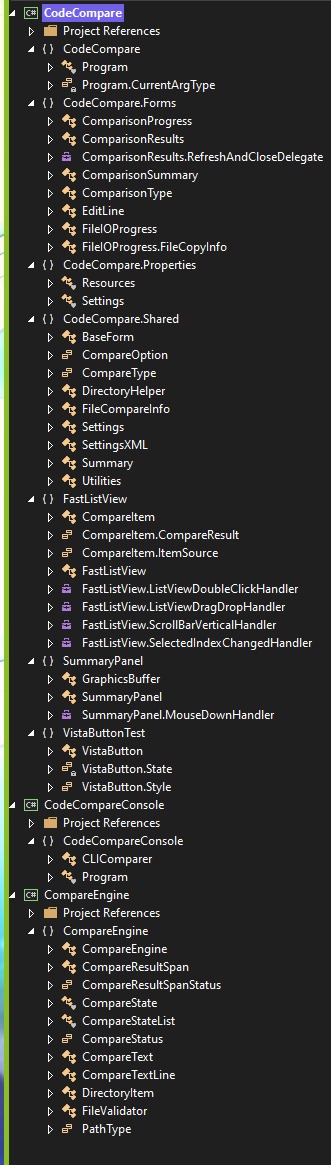 C# CodeCompare
Project References
{ } CodeCompare
Program
Program.CurrentArgType
{ } CodeCompare.Forms
ComparisonProgress
ComparisonResults
ComparisonResults.RefreshAndCloseDelegate
ComparisonSummary
ComparisonType
EditLine
FileIOProgress
FileIOProgress.FileCopyInfo
{ } CodeCompare.Properties
Resources
Settings
{ } CodeCompare.Shared
BaseForm
CompareOption
CompareType
DirectoryHelper
FileCompareInfo
Settings
SettingsXML
Summary
Utilities
{ } FastListView
CompareItem
CompareItem.CompareResult
CompareItem.ItemSource
FastListView
FastListView.ListViewDoubleClickHandler
FastListView.ListViewDragDropHandler
FastListView.ScrollBarVerticalHandler
FastListView.SelectedIndexChangedHandler
{ } SummaryPanel
GraphicsBuffer
SummaryPanel
SummaryPanel.MouseDownHandler
{ } VistaButtonTest
VistaButton
VistaButton.State
VistaButton.Style
C# CodeCompareConsole
Project References
{ } CodeCompareConsole
CLIComparer
Program
C# CompareEngine
Project References
{ } CompareEngine
CompareEngine
CompareResultSpan
CompareResultSpanStatus
CompareState
CompareStateList
CompareStatus
CompareText
CompareTextLine
DirectoryItem
FileValidator
PathType